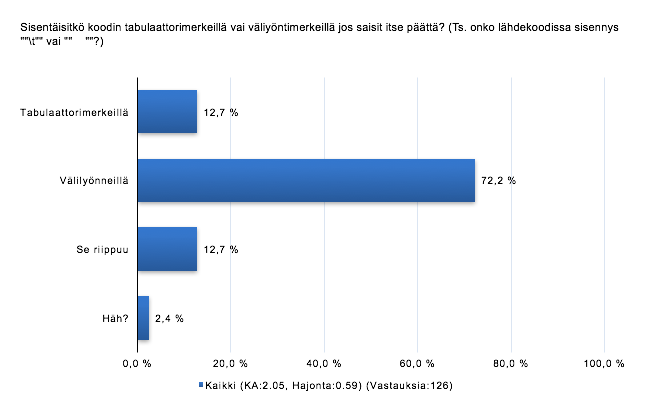 Sisentäisitkö koodin tabulaattorimerkeillä vai väliyöntimerkeillä jos saisit itse päättä? (Ts. onko lähdekoodissa sisennys
""\t"" vai ""    ""?)
Tabulaattorimerkeillä
12,7 %
Välilyönneillä
72,2 %
Se riippuu
12,7 %
Häh?
2,4 %
0,0 %
20,0 %
40,0 %
60,0 %
80,0 %
100,0 %
Kaikki (KA:2.05, Hajonta:0.59) (Vastauksia:126)